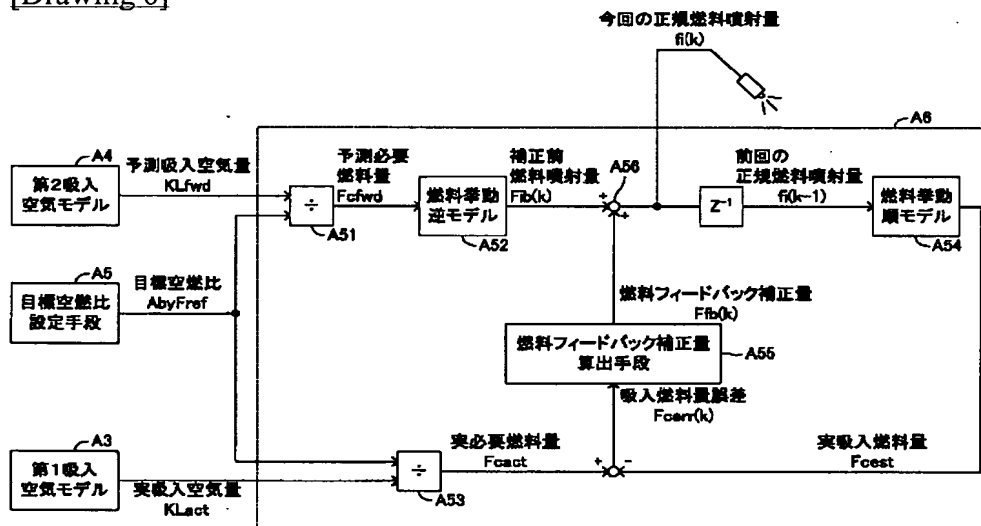 [Drawing 6]
今回の正規燃料噴射量
fi(k)
A6
A4
予測吸入空気量
KLfwd
第2吸入
空気モデル
÷
A51
予測必要
燃料量
Fcfwd
燃料挙動
逆モデル
A52
補正前
燃料噴射量
Fib(k)
A56
+
+
Z⁻¹
前回の
正規燃料噴射量
fi(k-1)
燃料挙動
順モデル
A54
A5
目標空燃比
AbyFref
目標空燃比
設定手段
燃料フィードバック補正量
Ffb(k)
燃料フィードバック補正量
算出手段
A55
吸入燃料量誤差
Fcerr(k)
A3
第1吸入
空気モデル
実吸入空気量
KLact
÷
A53
実必要燃料量
Fcact
+
-
実吸入燃料量
Fcest